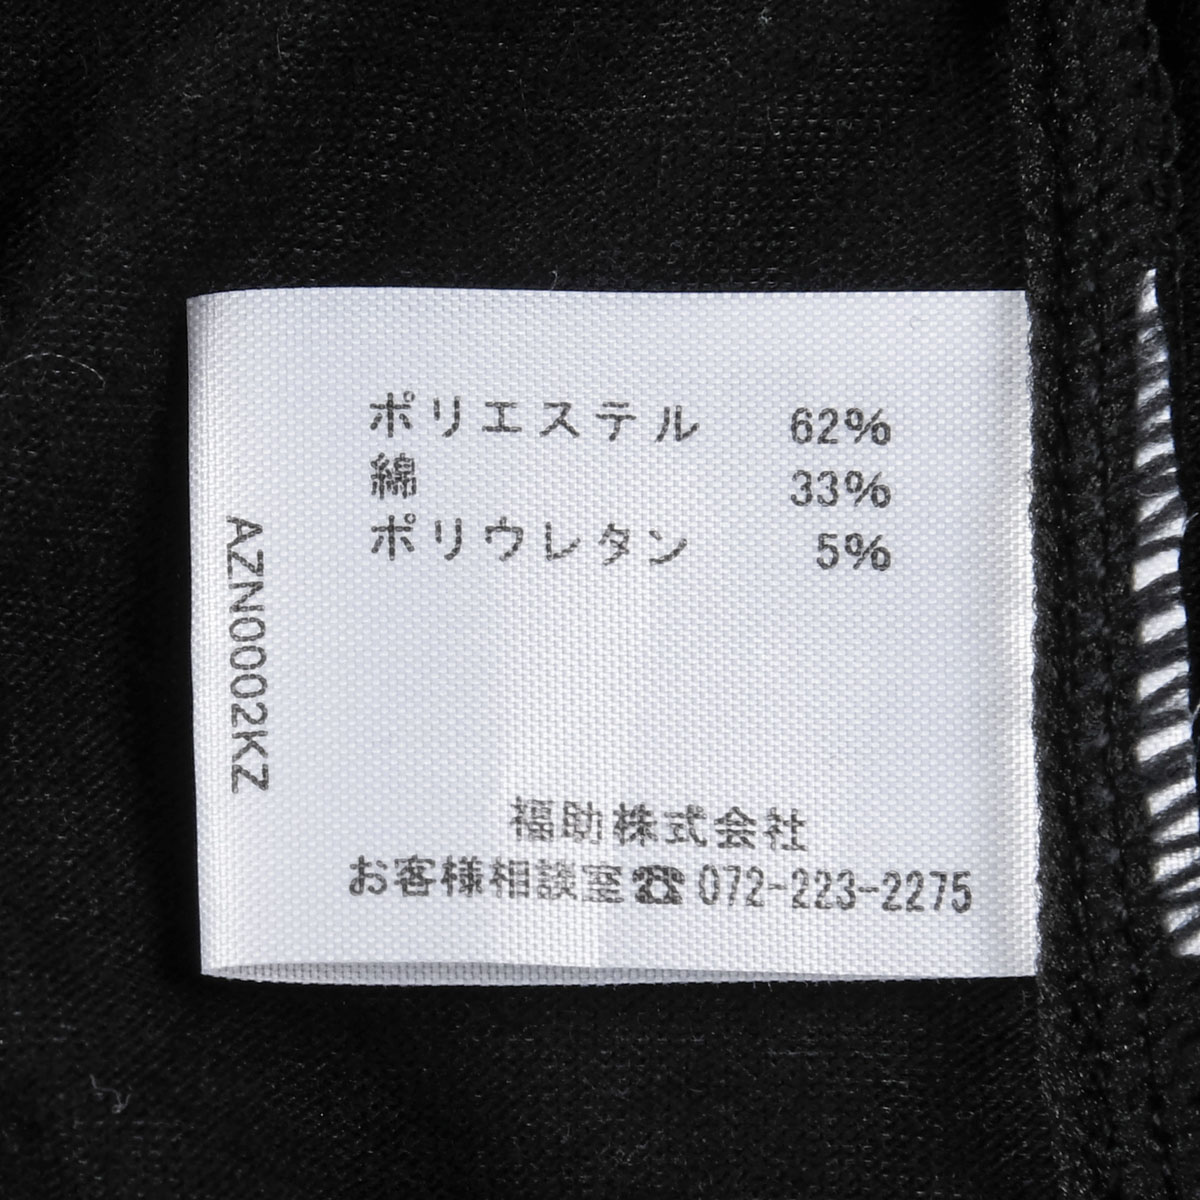 ポリエステル 62%
綿 33%
ポリウレタン 5%
AZN0002KZ
福助株式会社
お客様相談室☎072-223-2275